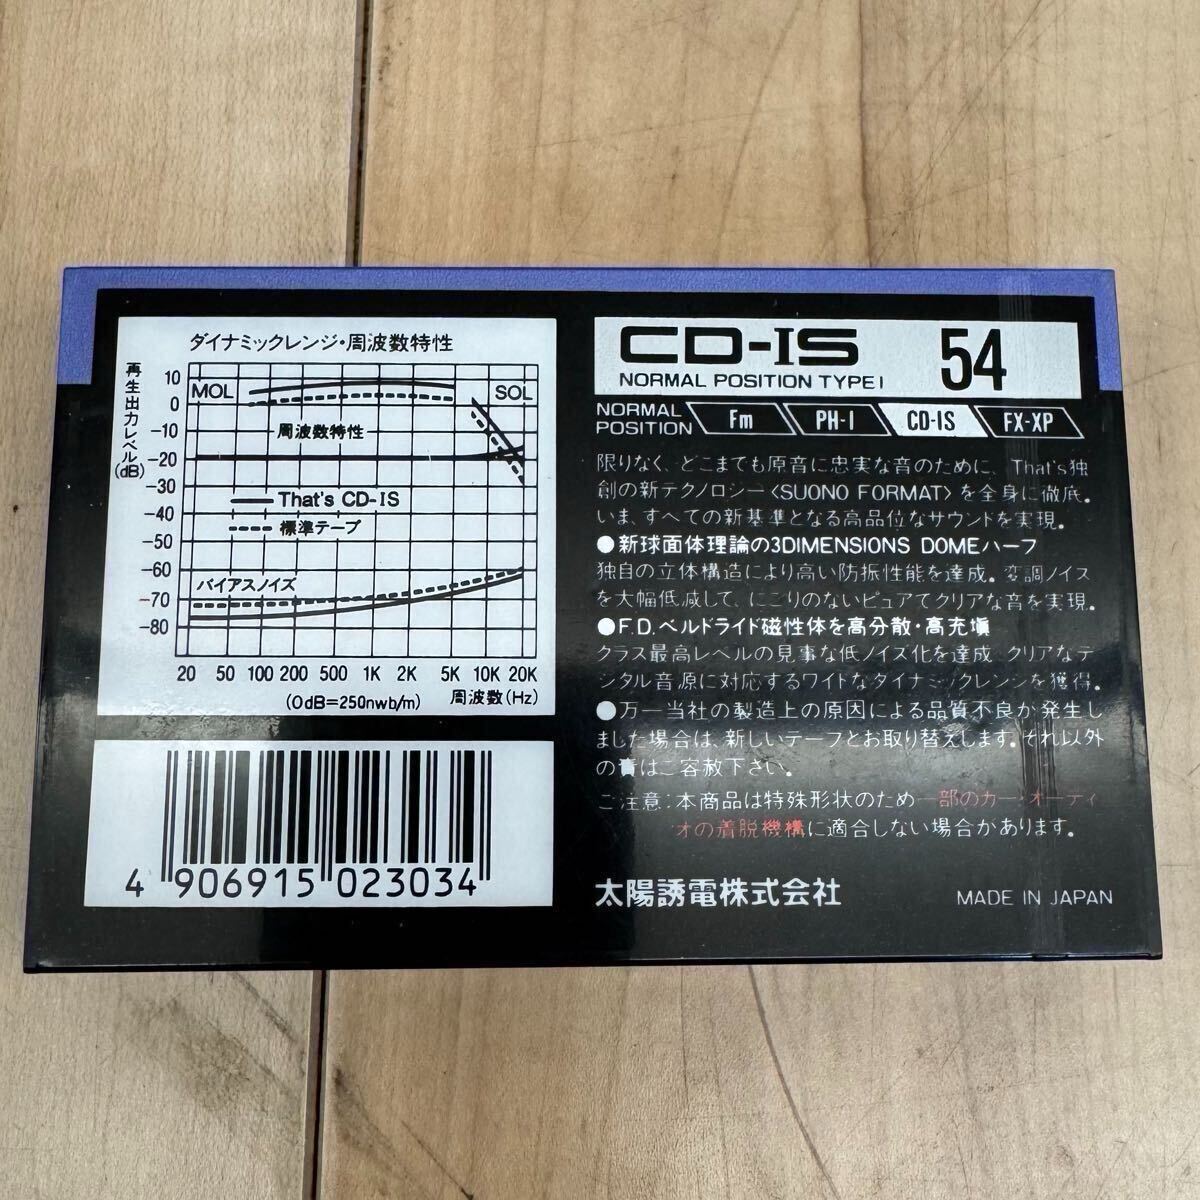 ダイナミックレンジ・周波数特性
再生出力レベル(dB)
10
0
-10
-20
-30
-40
-50
-60
-70
-80
MOL
SOL
周波数特性
That's CD-IS
標準テープ
バイアスノイズ
20 50 100 200 500 1K 2K 5K 10K 20K
(0dB=250nwb/m) 周波数(Hz)
4 906915 023034
CD-IS 54
NORMAL POSITION TYPE I
NORMAL POSITION Fm PH-I CD-IS FX-XP
限りなく、どこまでも原音に忠実な音のために、That's独
創の新テクノロジー〈SUONO FORMAT〉を全身に徹底。
いま、すべての新基準となる高品位なサウンドを実現。
●新球面体理論の3DIMENSIONS DOMEハーフ
独自の立体構造により高い防振性能を達成。変調ノイズ
を大幅低減して、にごりのないピュアでクリアな音を実現。
●F.D.ベルドライド磁性体を高分散・高充塡
クラス最高レベルの見事な低ノイズ化を達成 クリアなデ
ジタル音源に対応するワイドなダイナミックレンジを獲得。
●万一当社の製造上の原因による品質不良が発生し
ました場合は、新しいテープとお取り替えします。それ以外
の責はご容赦下さい。
ご注意:本商品は特殊形状のため一部のカーオーディ
オの着脱機構に適合しない場合があります。
太陽誘電株式会社
MADE IN JAPAN